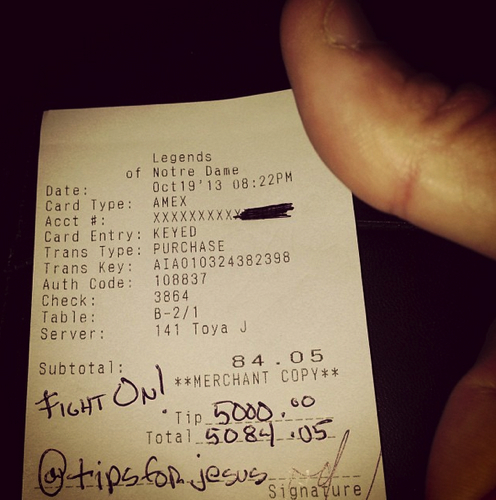 Legends
of Notre Dame
Date: Oct19'13 08:22PM
Card Type: AMEX
Acct #: XXXXXXXXXX
Card Entry: KEYED
Trans Type: PURCHASE
Trans Key: AIA010324382398
Auth Code: 108837
Check: 3864
Table: B-2/1
Server: 141 Toya J
Subtotal: 84.05
FIGHT ON! **MERCHANT COPY**
Tip 5000.00
Total 5084.05
@tipsforjesus
Signature